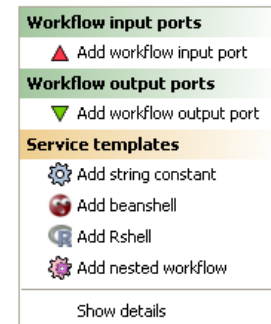 Workflow input ports
Add workflow input port
Workflow output ports
Add workflow output port
Service templates
Add string constant
Add beanshell
Add Rshell
Add nested workflow
Show details